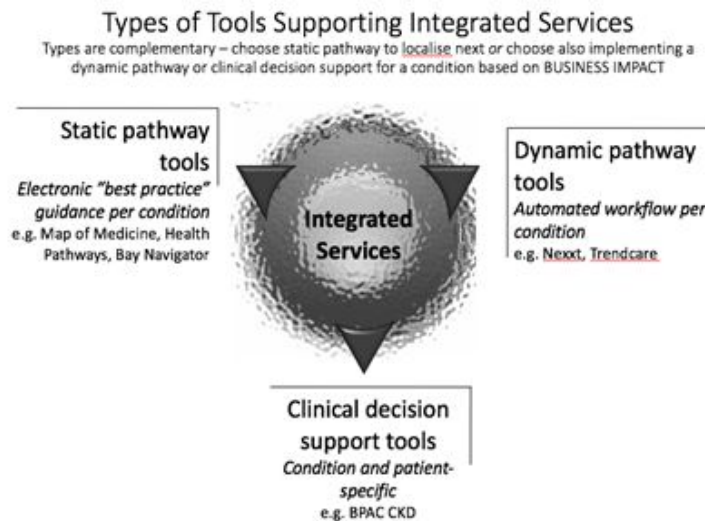 Types of Tools Supporting Integrated Services
Types are complementary – choose static pathway to localise next or choose also implementing a
dynamic pathway or clinical decision support for a condition based on BUSINESS IMPACT
Static pathway
tools
Electronic "best practice"
guidance per condition
e.g. Map of Medicine, Health
Pathways, Bay Navigator
Integrated
Services
Dynamic pathway
tools
Automated workflow per
condition
e.g. Nexxt, Trendcare
Clinical decision
support tools
Condition and patient-
specific
e.g. BPAC CKD